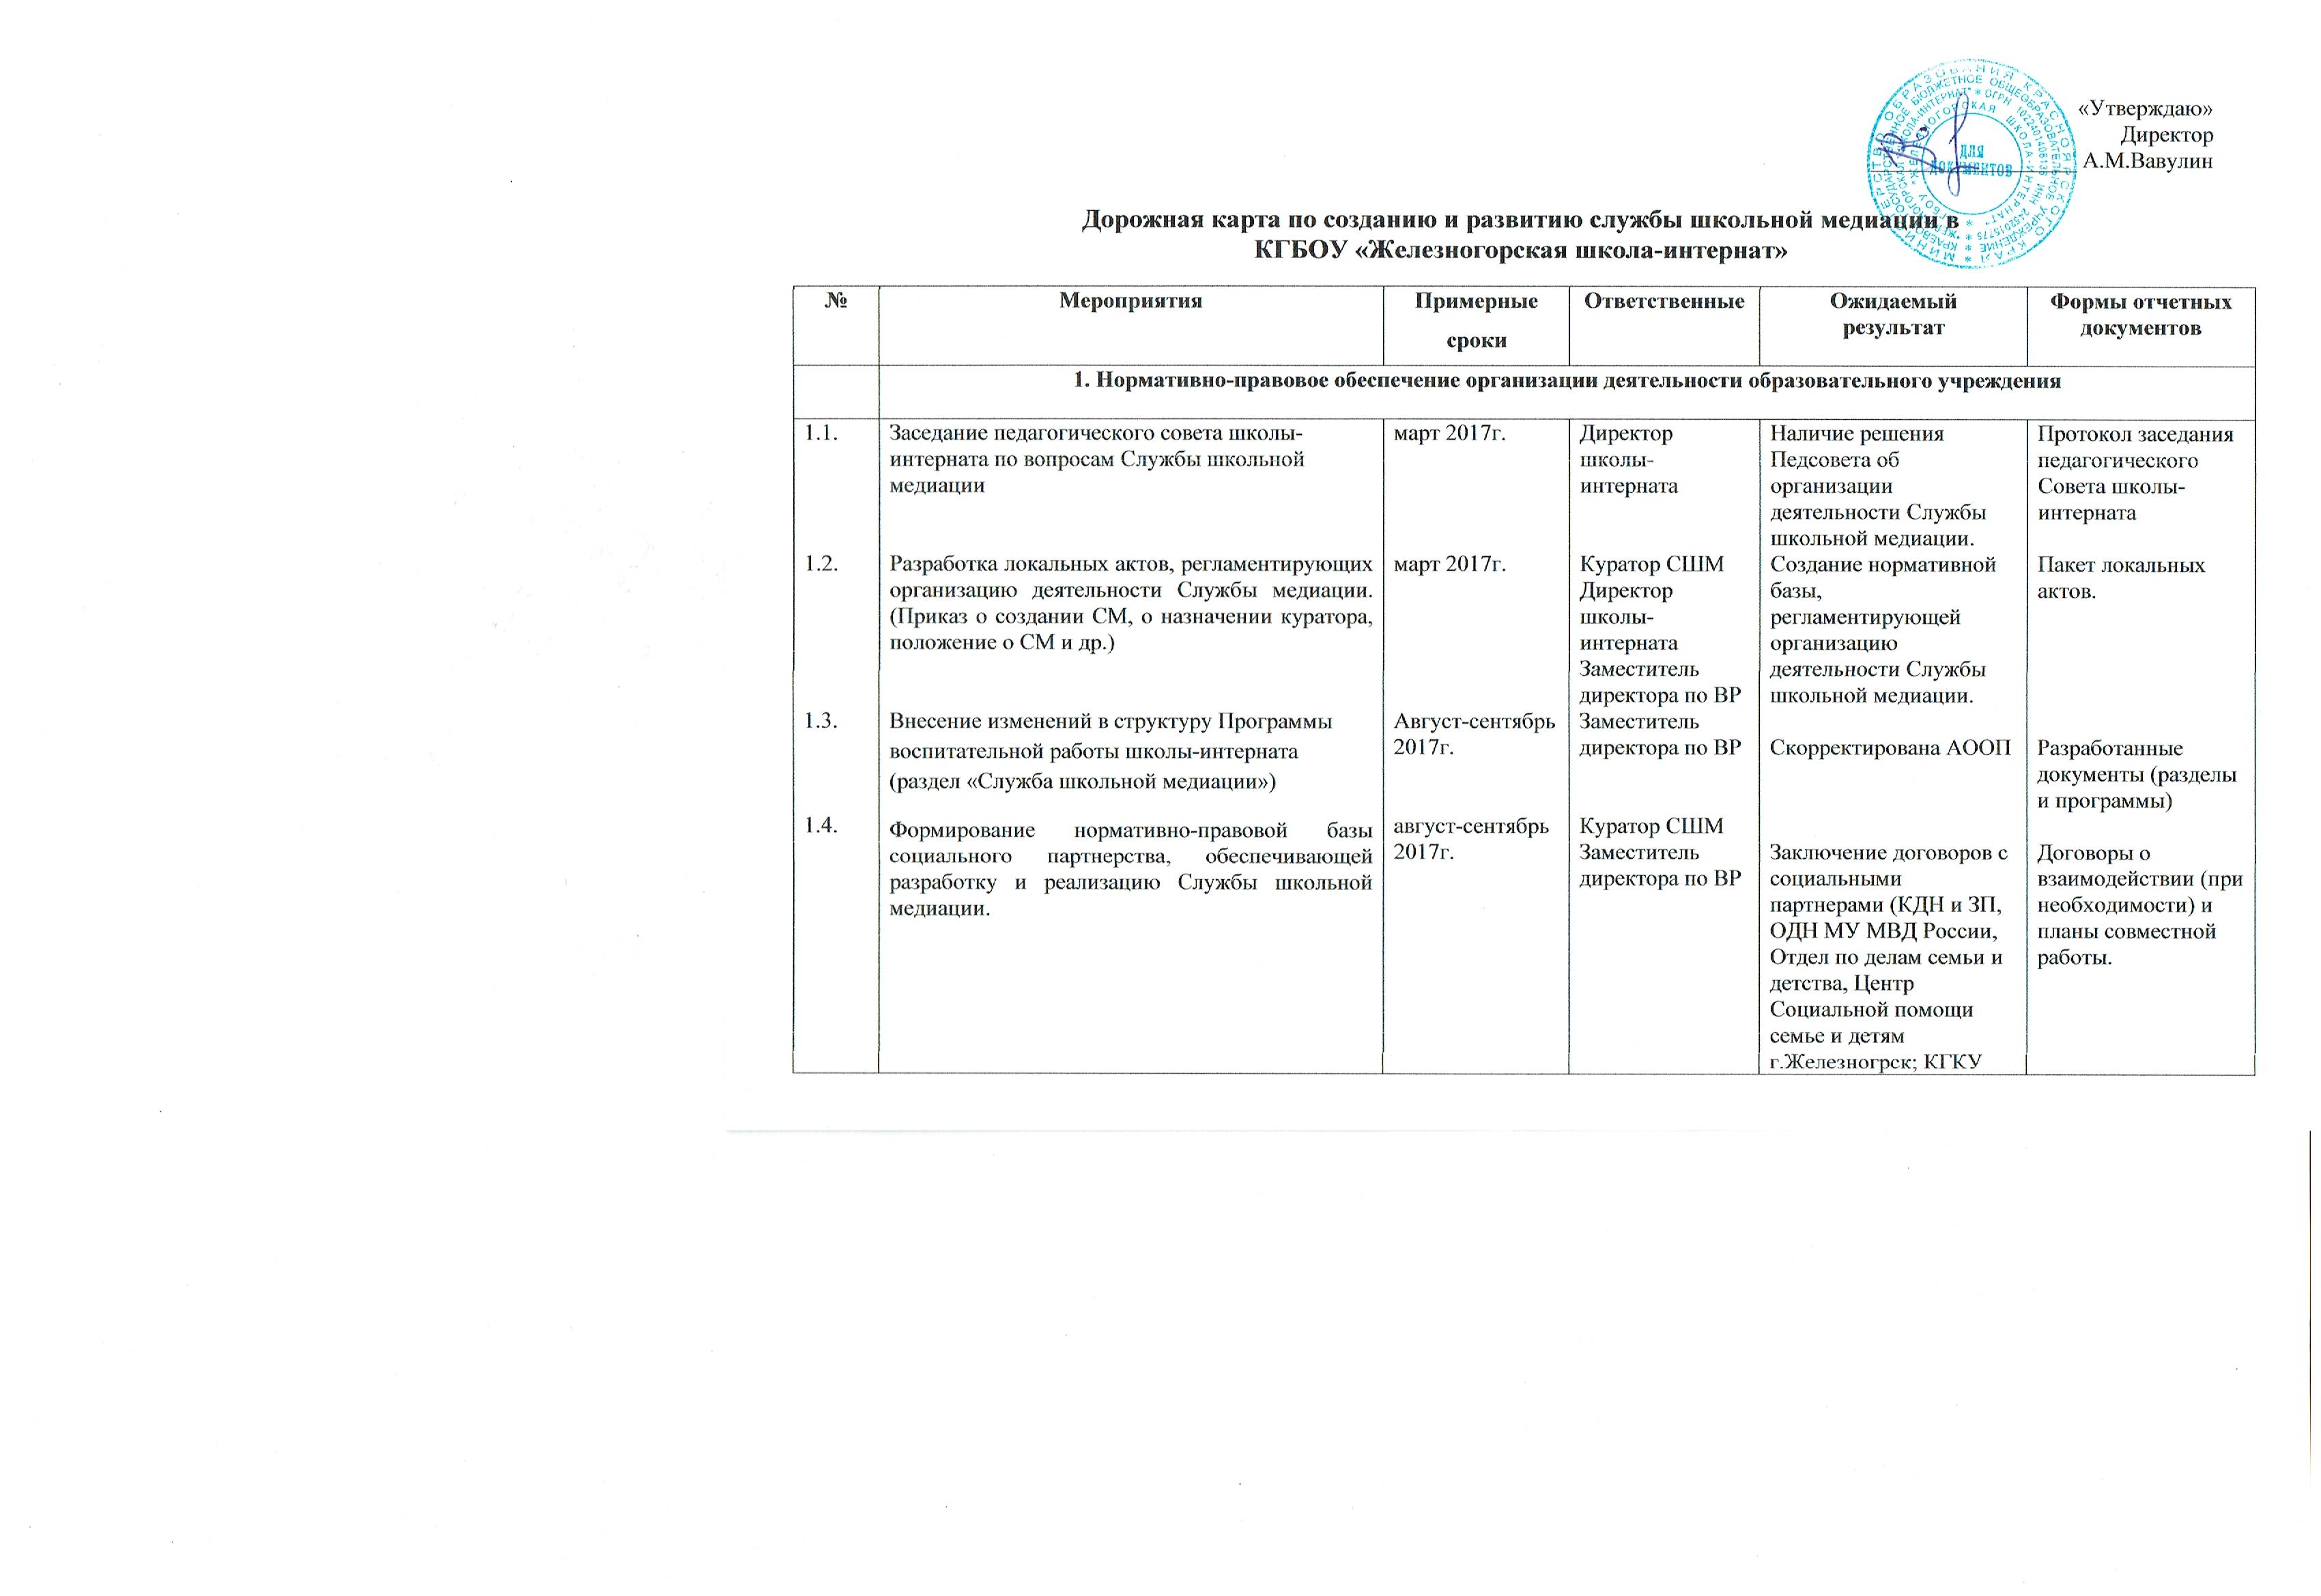 «Утверждаю»
Директор
А.М.Вавулин
ДЛЯ
ДОКУМЕНТОВ
Дорожная карта по созданию и развитию службы школьной медиации в
КГБОУ «Железногорская школа-интернат»
№
Мероприятия
Примерные
сроки
Ответственные
Ожидаемый
результат
Формы отчетных
документов
1. Нормативно-правовое обеспечение организации деятельности образовательного учреждения
1.1.
Заседание педагогического совета школы-
интерната по вопросам Службы школьной
медиации
март 2017г.
Директор
школы-
интерната
Наличие решения
Педсовета об
организации
деятельности Службы
школьной медиации.
Протокол заседания
педагогического
Совета школы-
интерната
1.2.
Разработка локальных актов, регламентирующих
организацию деятельности Службы медиации.
(Приказ о создании СМ, о назначении куратора,
положение о СМ и др.)
март 2017г.
Куратор СШМ
Директор
школы-
интерната
Заместитель
директора по ВР
Создание нормативной
базы,
регламентирующей
организацию
деятельности Службы
школьной медиации.
Пакет локальных
актов.
1.3.
Внесение изменений в структуру Программы
воспитательной работы школы-интерната
(раздел «Служба школьной медиации»)
Август-сентябрь
2017г.
Заместитель
директора по ВР
Скорректирована АООП
Разработанные
документы (разделы
и программы)
1.4.
Формирование нормативно-правовой базы
социального партнерства, обеспечивающей
разработку и реализацию Службы школьной
медиации.
август-сентябрь
2017г.
Куратор СШМ
Заместитель
директора по ВР
Заключение договоров с
социальными
партнерами (КДН и ЗП,
ОДН МУ МВД России,
Отдел по делам семьи и
детства, Центр
Социальной помощи
семье и детям
г.Железногрск; КГКУ
Договоры о
взаимодействии (при
необходимости) и
планы совместной
работы.